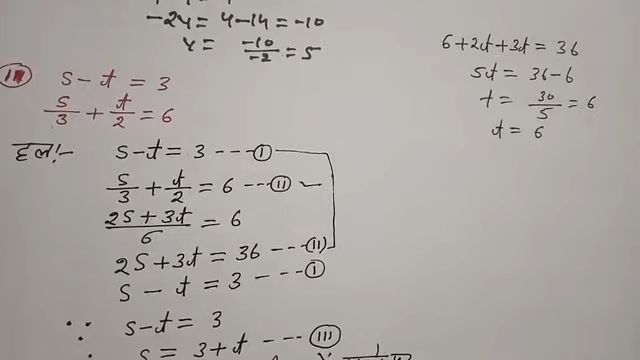 -2y = 4-14 = -10
y = -10/-2 = 5
s - t = 3
s/3 + t/2 = 6
हल!- s-t = 3 ---(I)
s/3 + t/2 = 6 ---(II)
2s+3t/6 = 6
2s+3t = 36 ---(II)
s - t = 3 ---(I)
∵ s-t = 3
s = 3+t ---(III)
6+2t+3t = 36
5t = 36-6
t = 30/5 = 6
t = 6